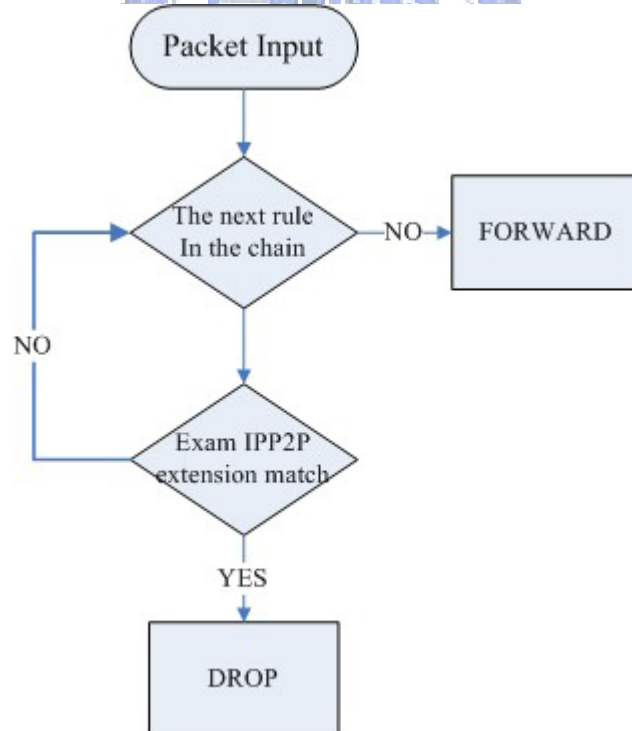 Packet Input
The next rule
In the chain
NO
FORWARD
NO
Exam IPP2P
extension match
YES
DROP